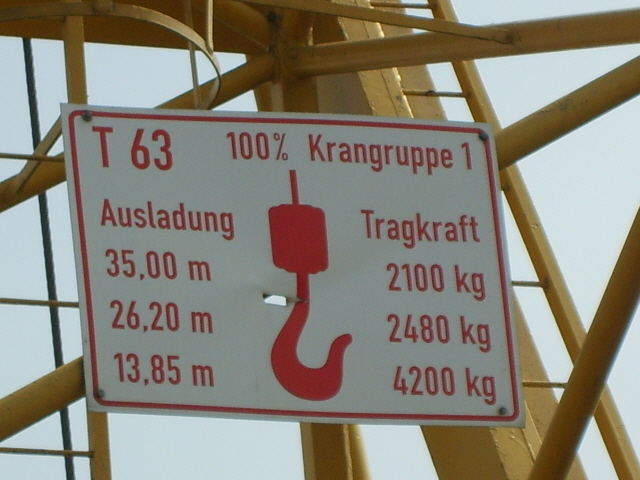 T 63 100% Krangruppe 1
Ausladung Tragkraft
35,00 m 2100 kg
26,20 m 2480 kg
13,85 m 4200 kg